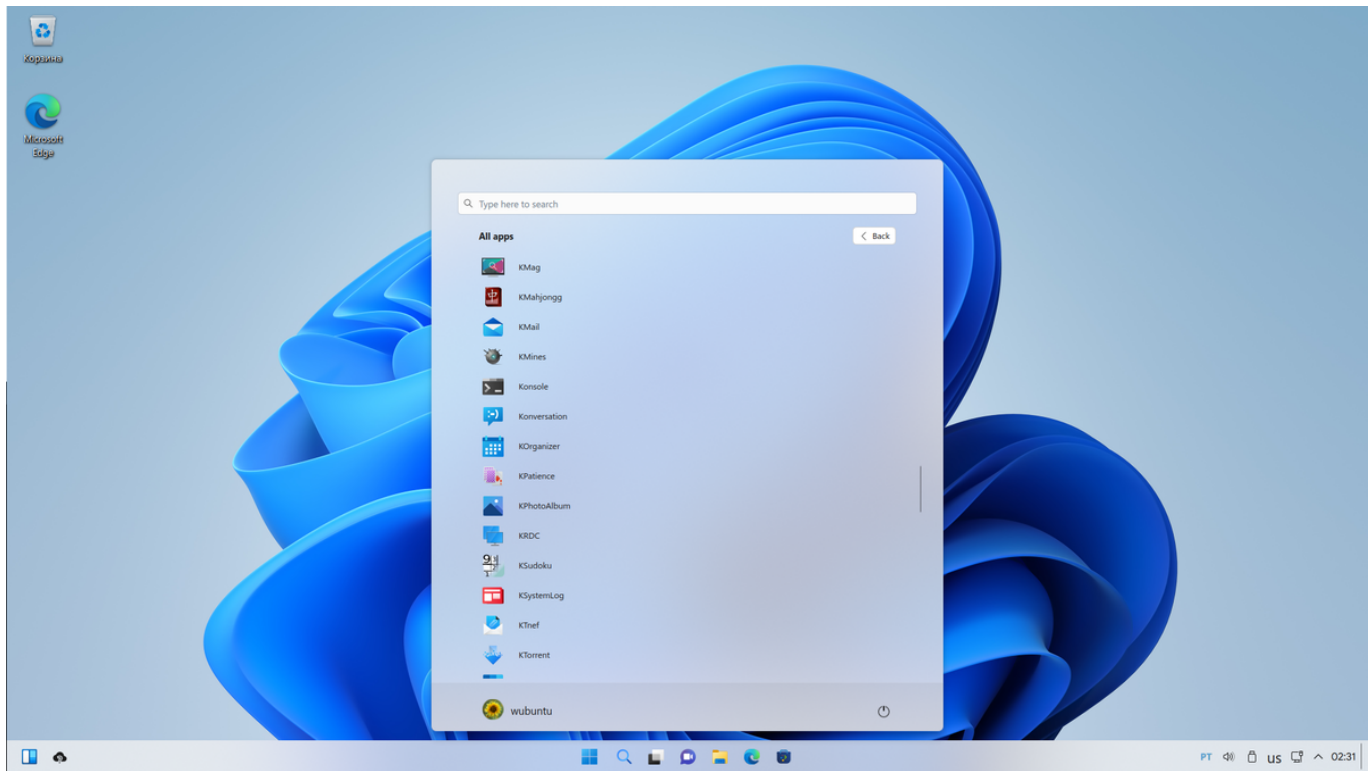 Корзина
Microsoft
Edge
Type here to search
All apps
Back
KMag
KMahjongg
KMail
KMines
Konsole
Konversation
KOrganizer
KPatience
KPhotoAlbum
KRDC
KSudoku
KSystemLog
KTnef
KTorrent
wubuntu
PT us 02:31